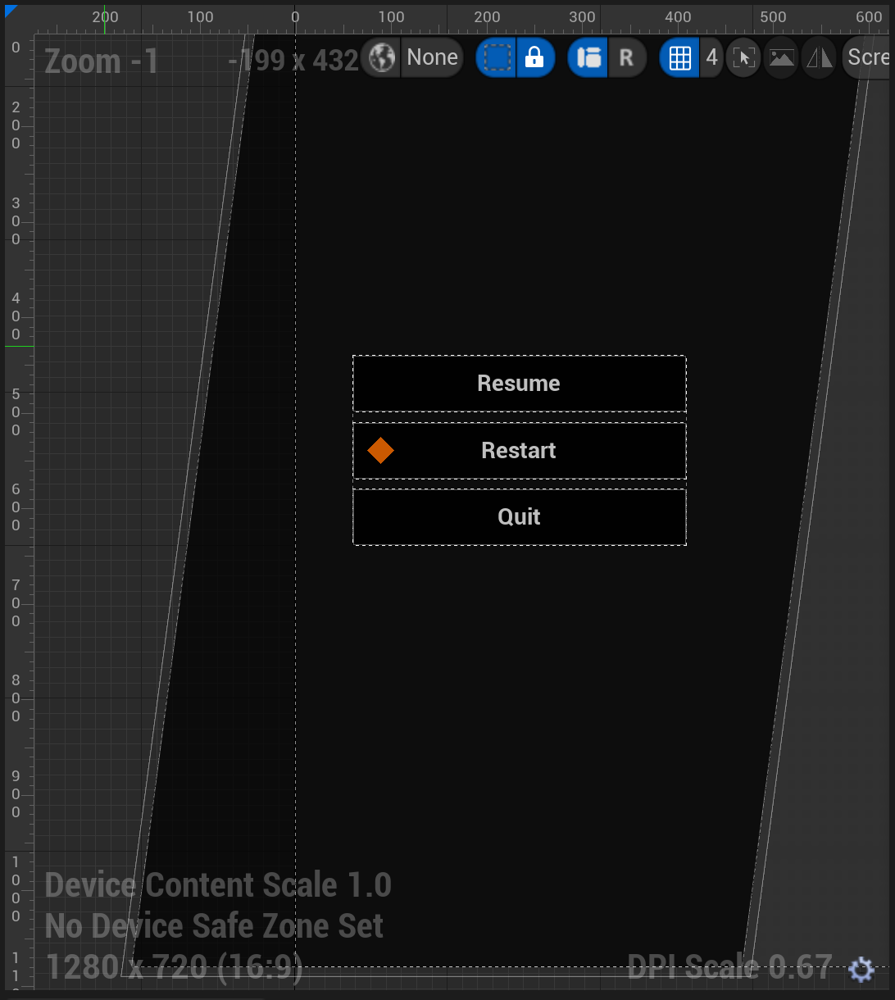 200 100 0 100 200 300 400 500 600
Zoom -1 -199 x 432 None R 4 Scre
0
200
300
400
500
600
700
800
900
1000
11
Resume
Restart
Quit
Device Content Scale 1.0
No Device Safe Zone Set
1280 x 720 (16:9) DPI Scale 0.67